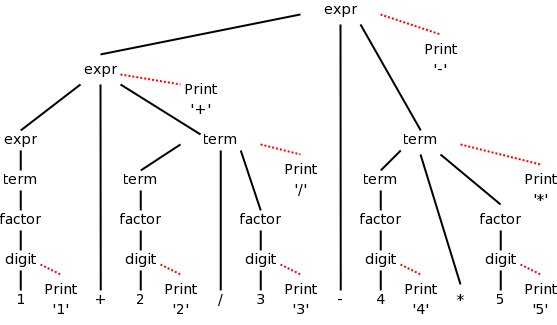 expr
Print
'-'
expr
Print
'+'
expr
term
term
Print
'/'
Print
'*'
term
term
term
factor
factor
factor
factor
factor
digit
digit
digit
digit
digit
1
Print
'1'
+
2
Print
'2'
/
3
Print
'3'
-
4
Print
'4'
*
5
Print
'5'